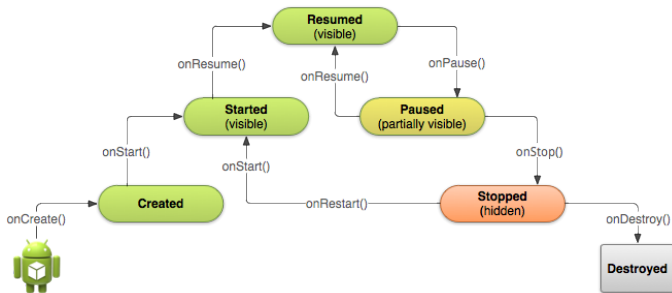 Resumed
(visible)
onResume()
onResume()
onPause()
Started
(visible)
Paused
(partially visible)
onStart()
onStart()
onStop()
Created
onRestart()
Stopped
(hidden)
onCreate()
onDestroy()
Destroyed